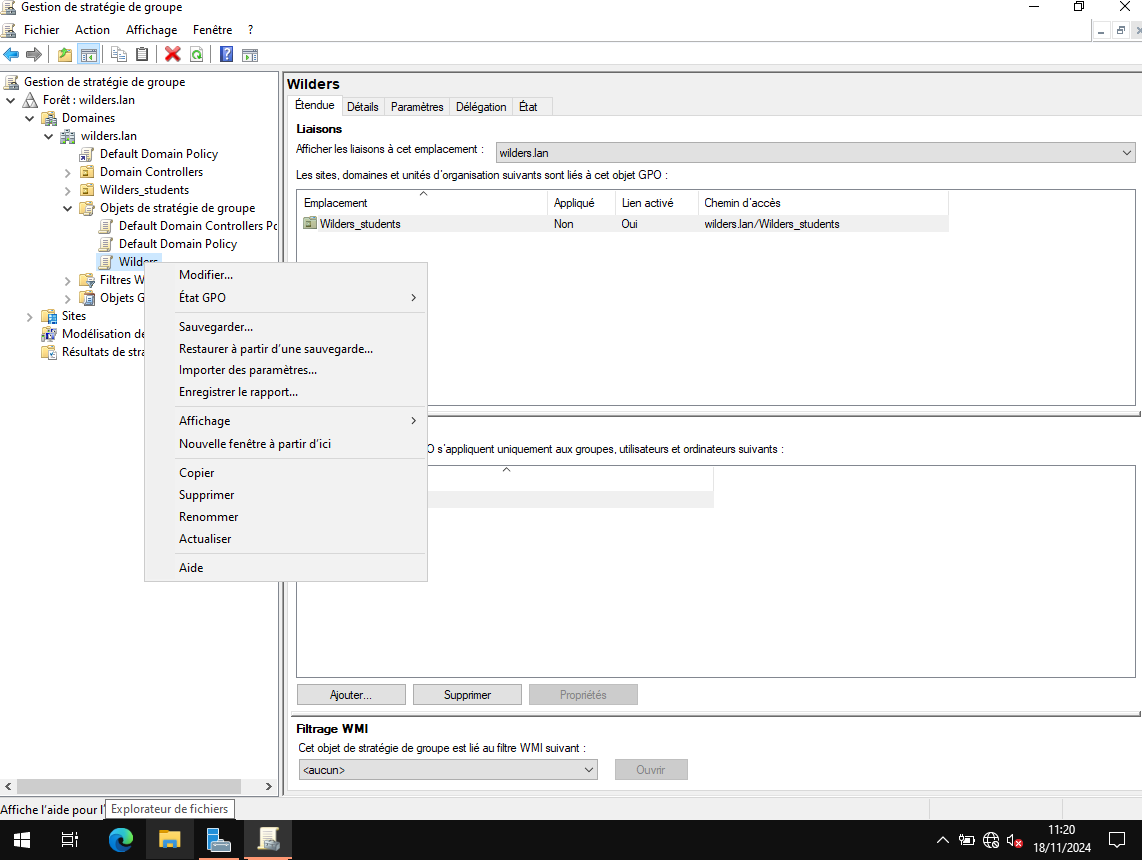 Gestion de stratégie de groupe
Fichier Action Affichage Fenêtre ?
Gestion de stratégie de groupe
Forêt : wilders.lan
Domaines
wilders.lan
Default Domain Policy
Domain Controllers
Wilders_students
Objets de stratégie de groupe
Default Domain Controllers Po
Default Domain Policy
Wilders
Filtres W
Objets G
Sites
Modélisation de
Résultats de stra
Modifier...
État GPO
Sauvegarder...
Restaurer à partir d’une sauvegarde...
Importer des paramètres...
Enregistrer le rapport...
Affichage
Nouvelle fenêtre à partir d’ici
Copier
Supprimer
Renommer
Actualiser
Aide
Wilders
Étendue Détails Paramètres Délégation État
Liaisons
Afficher les liaisons à cet emplacement : wilders.lan
Les sites, domaines et unités d’organisation suivants sont liés à cet objet GPO :
Emplacement Appliqué Lien activé Chemin d’accès
Wilders_students Non Oui wilders.lan/Wilders_students
O s’appliquent uniquement aux groupes, utilisateurs et ordinateurs suivants :
Ajouter... Supprimer Propriétés
Filtrage WMI
Cet objet de stratégie de groupe est lié au filtre WMI suivant :
<aucun> Ouvrir
Affiche l’aide pour l’
Explorateur de fichiers
11:20
18/11/2024